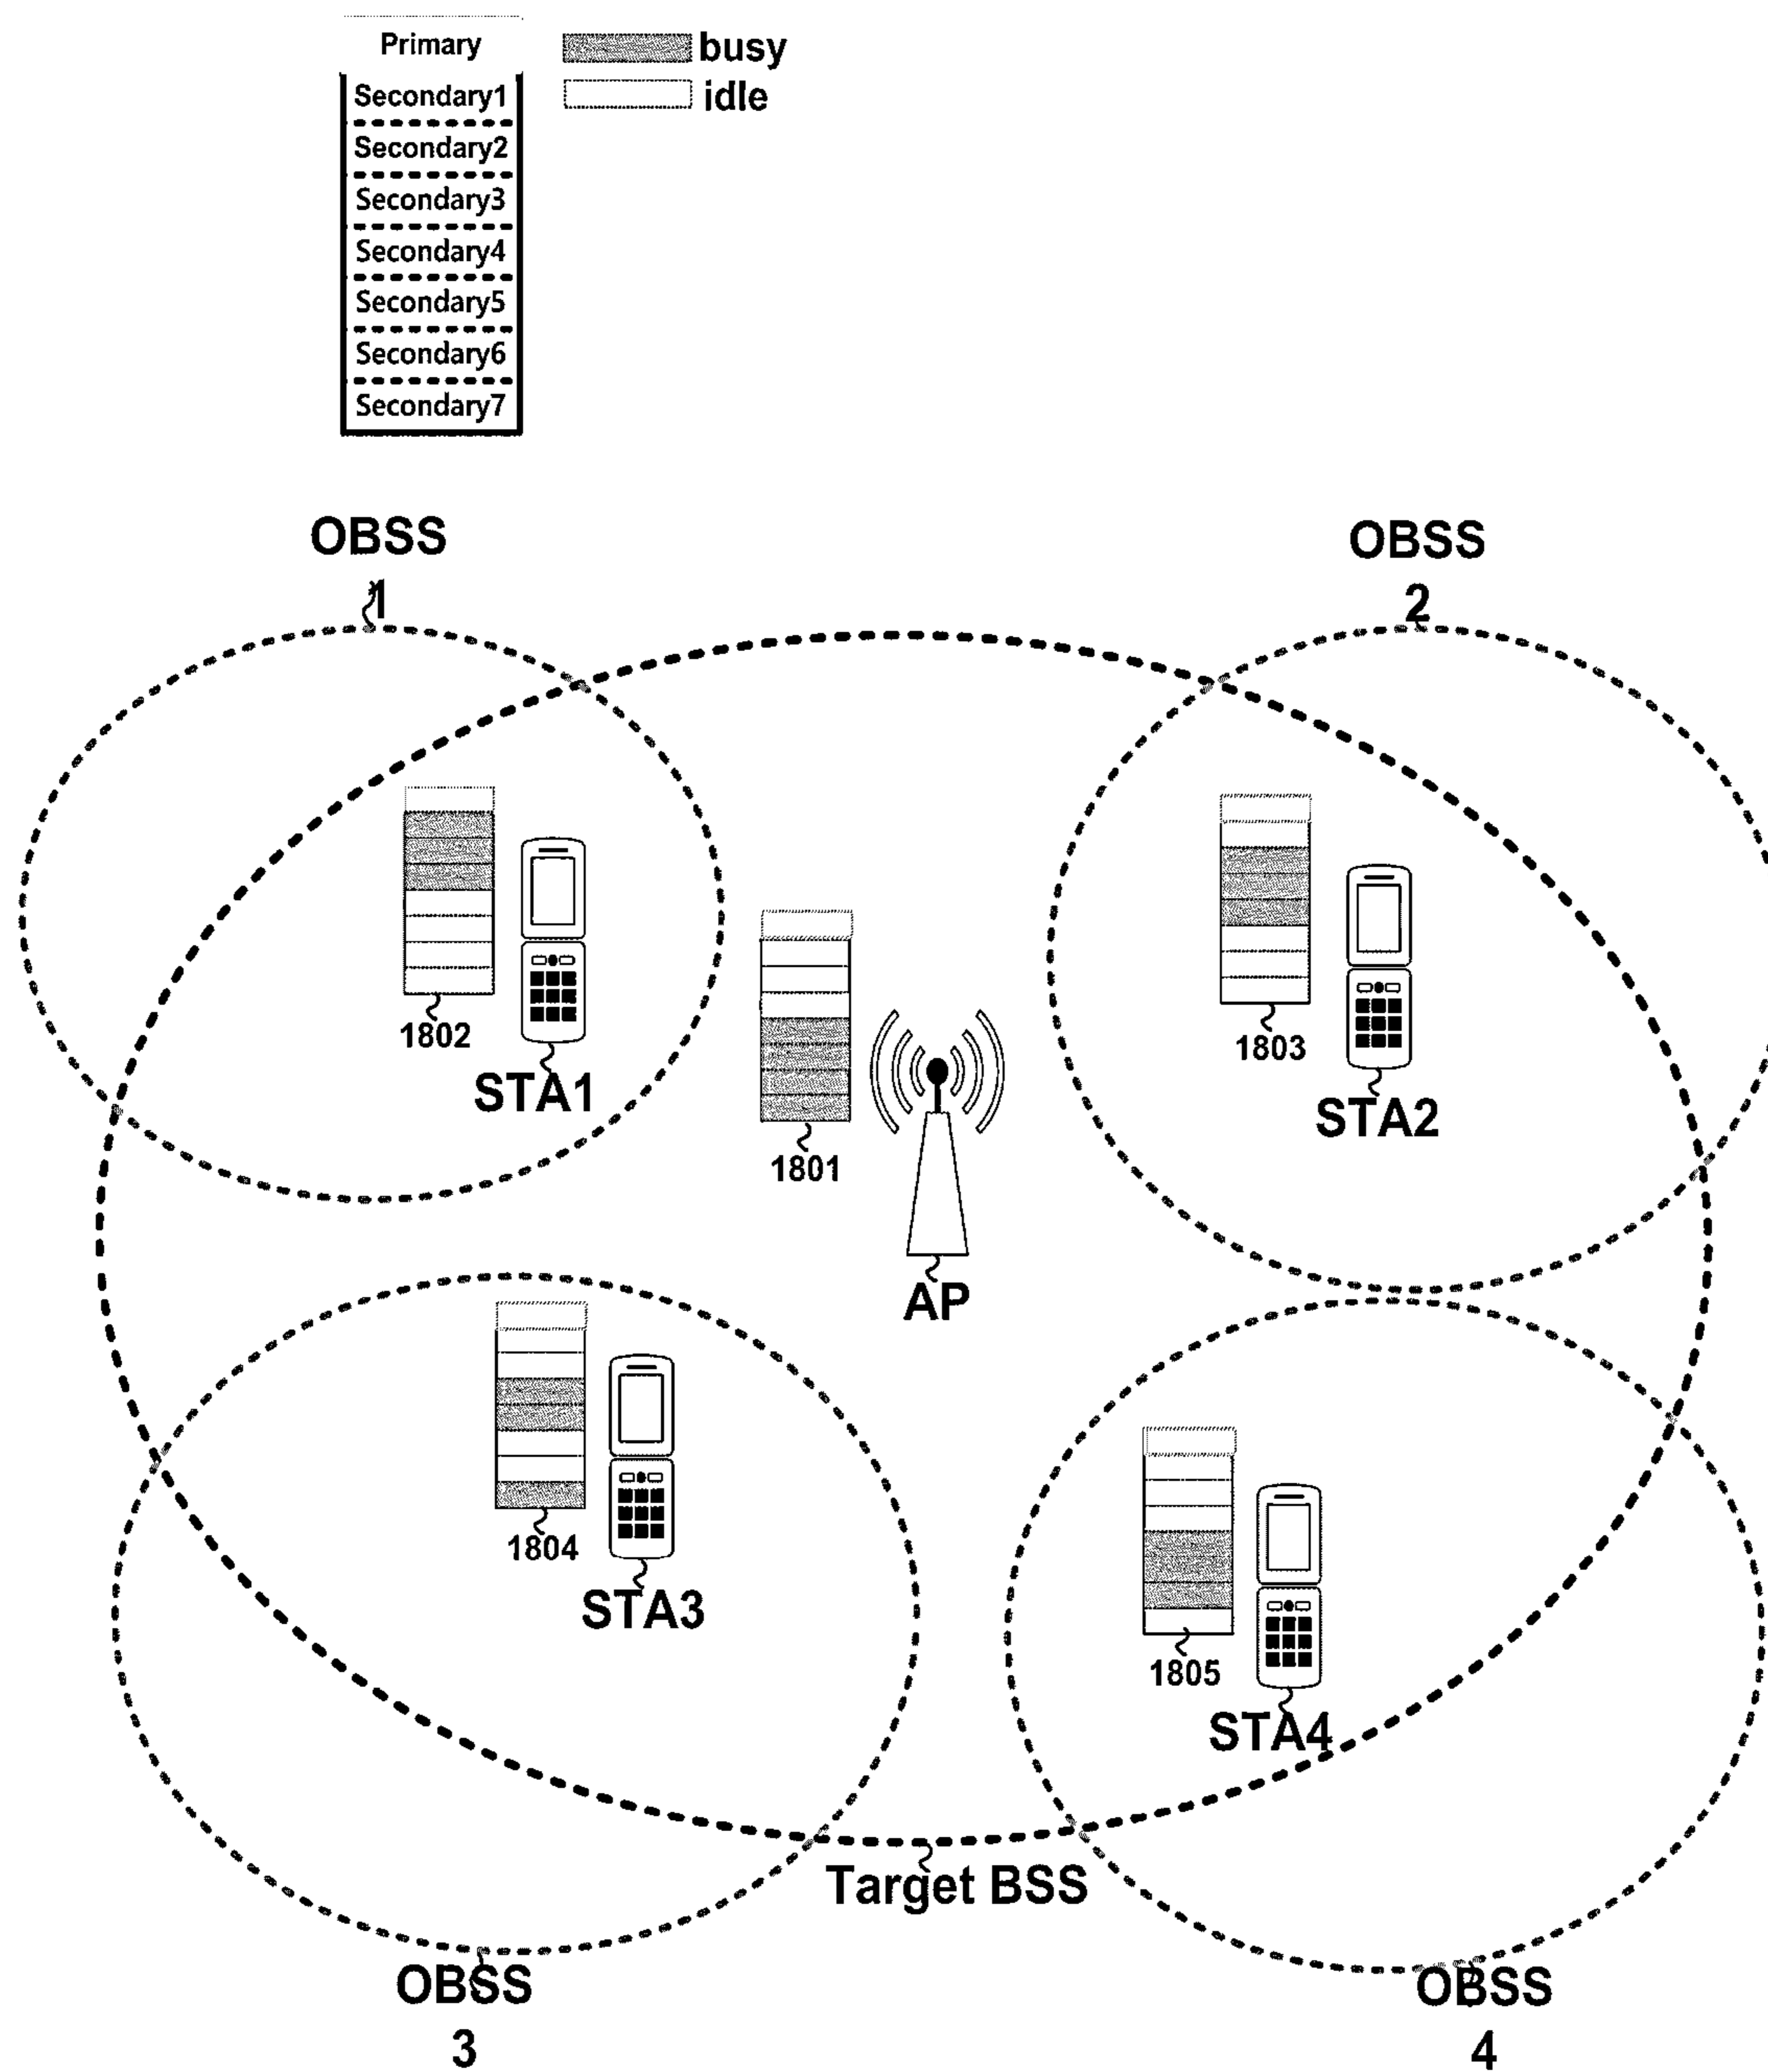 Primary
busy
Secondary1
idle
Secondary2
Secondary3
Secondary4
Secondary5
Secondary6
Secondary7
OBSS
1
OBSS
2
1802
STA1
1803
STA2
1801
AP
1804
STA3
1805
STA4
Target BSS
OBSS
3
OBSS
4